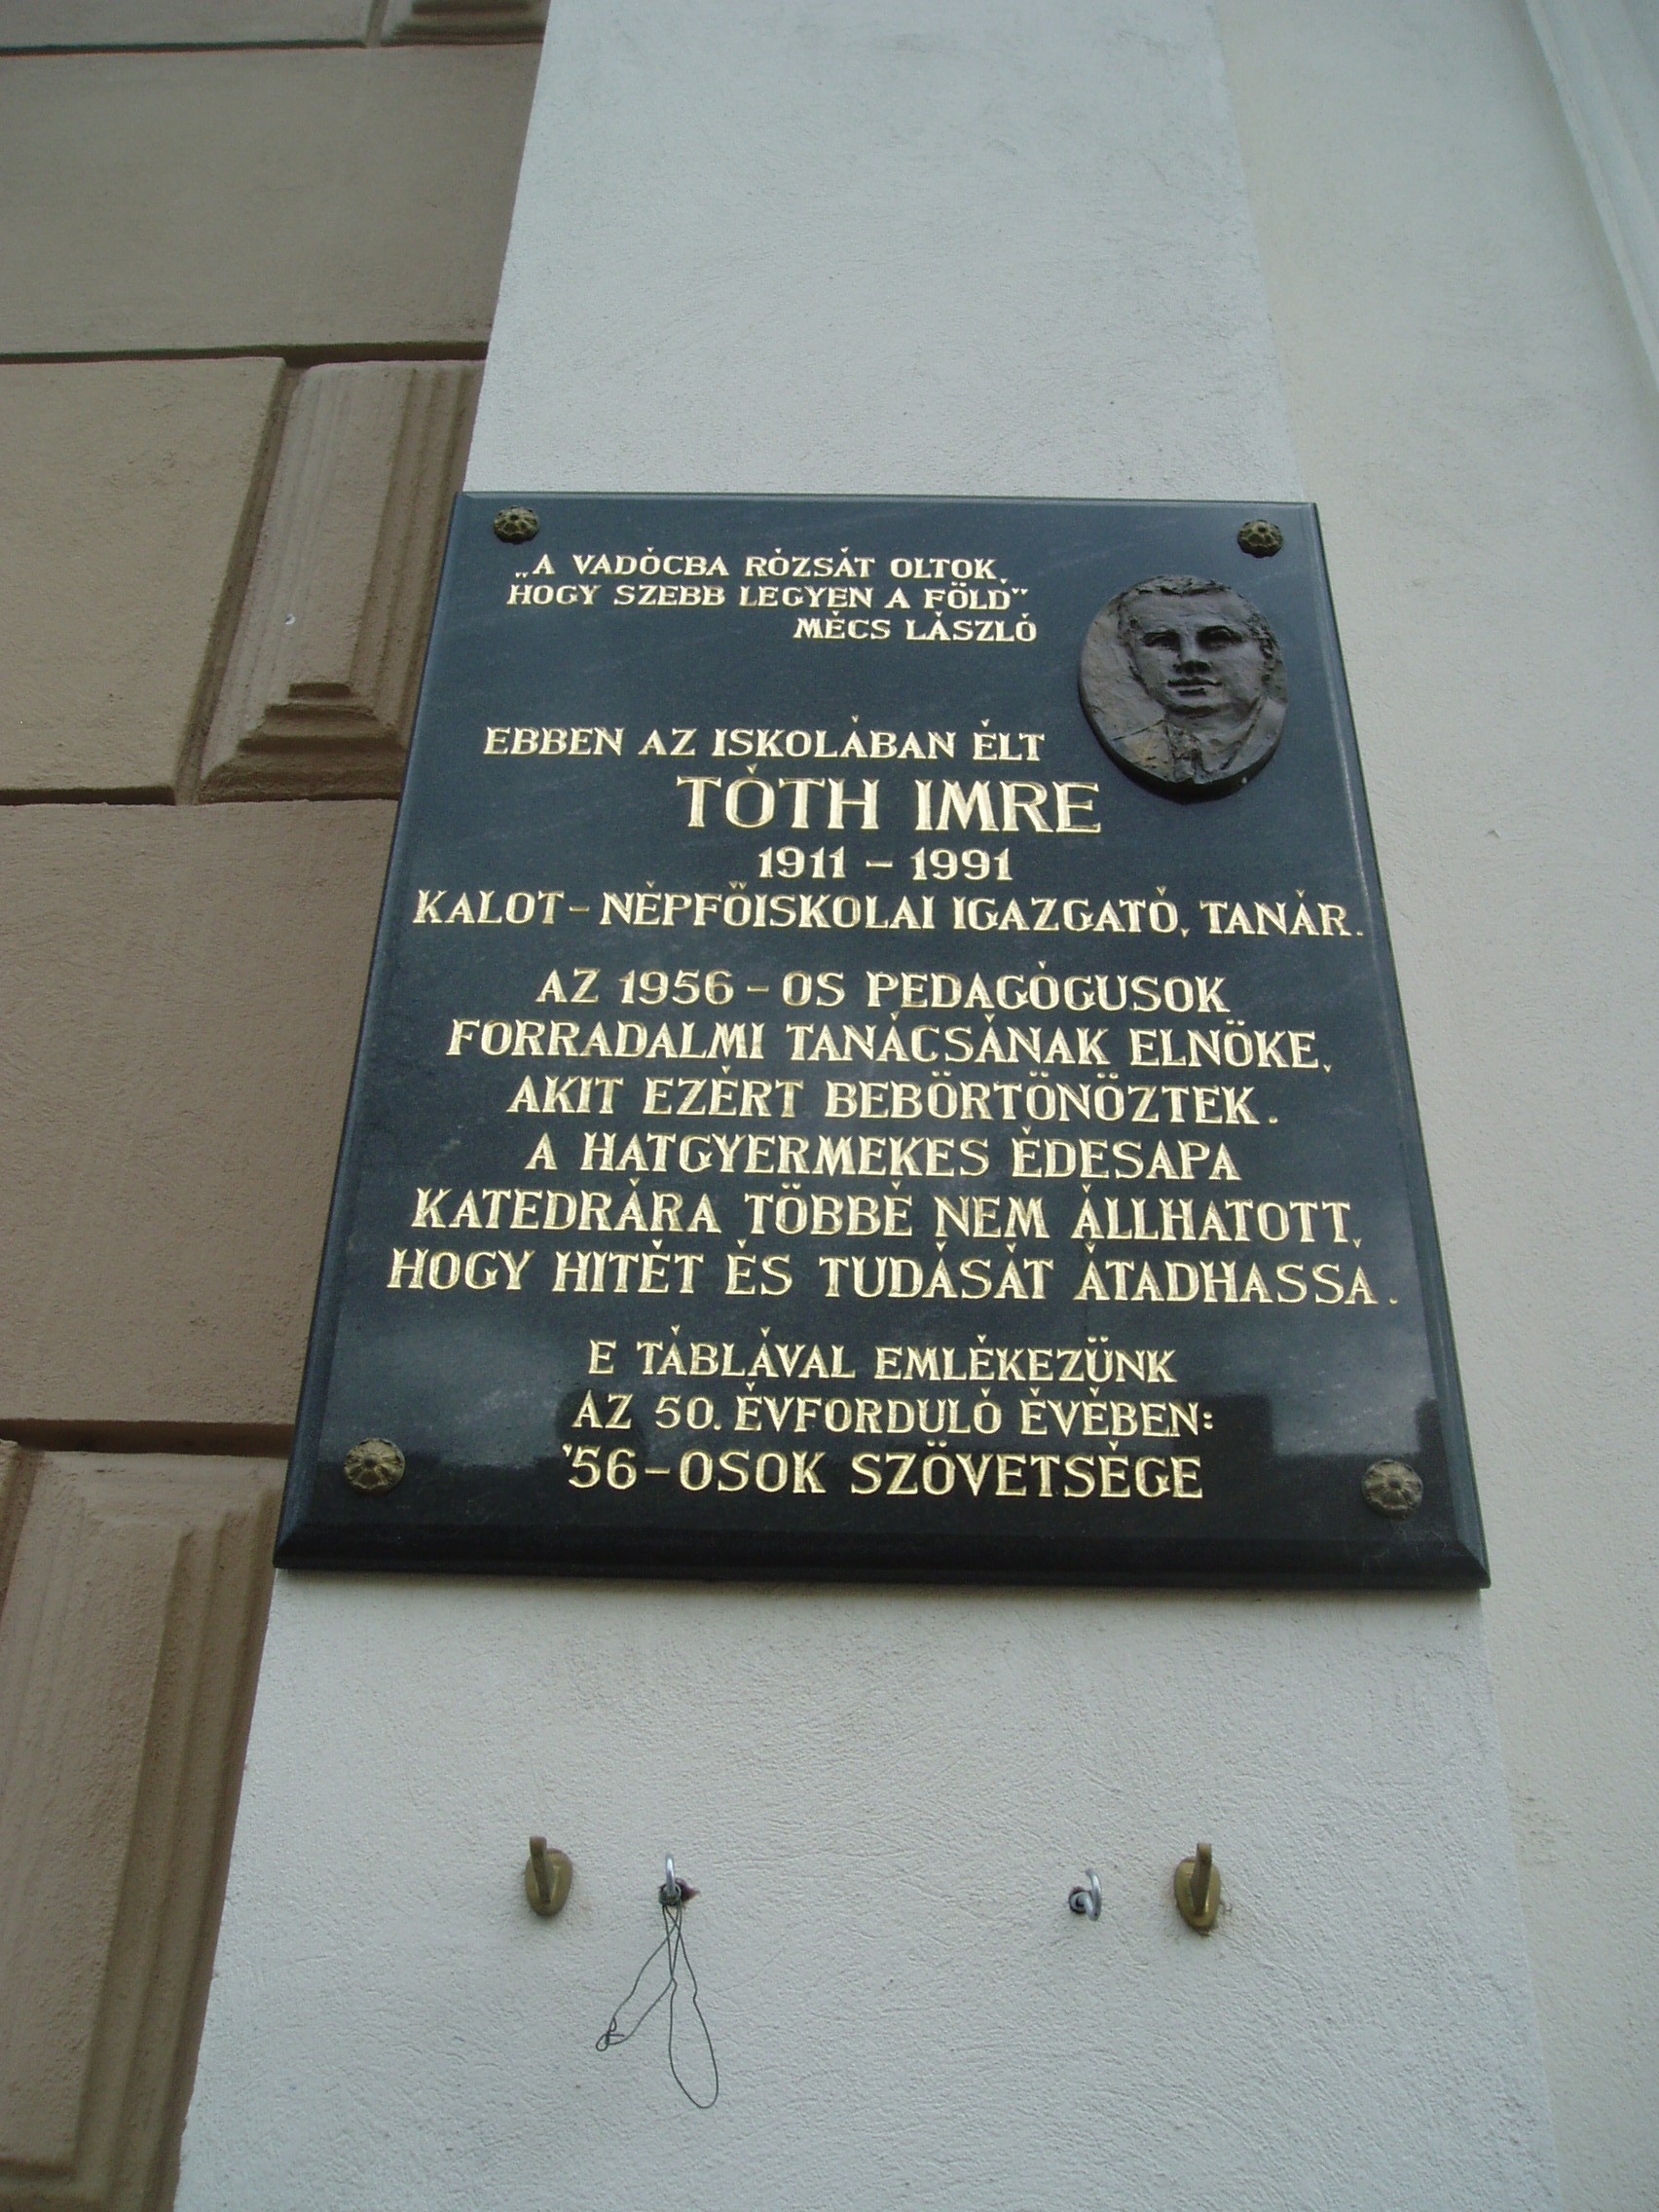 „A VADÓCBA RÓZSÁT OLTOK,
HOGY SZEBB LEGYEN A FÖLD”
MÉCS LÁSZLÓ
EBBEN AZ ISKOLÁBAN ÉLT
TÓTH IMRE
1911 – 1991
KALOT – NÉPFŐISKOLAI IGAZGATÓ, TANÁR.
AZ 1956 – OS PEDAGÓGUSOK
FORRADALMI TANÁCSÁNAK ELNÖKE,
AKIT EZÉRT BEBÖRTÖNÖZTEK.
A HATGYERMEKES ÉDESAPA
KATEDRÁRA TÖBBÉ NEM ÁLLHATOTT,
HOGY HITÉT ÉS TUDÁSÁT ÁTADHASSA.
E TÁBLÁVAL EMLÉKEZÜNK
AZ 50. ÉVFORDULÓ ÉVÉBEN:
'56 – OSOK SZÖVETSÉGE